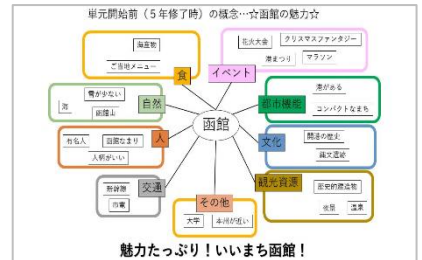 単元開始前（５年修了時）の概念…☆函館の魅力☆
海産物
ご当地メニュー
食
花火大会
クリスマスファンタジー
港まつり
マラソン
イベント
雪が少ない
海
函館山
自然
港がある
コンパクトなまち
都市機能
函館
有名人
函館なまり
人柄がいい
人
開港の歴史
縄文遺跡
文化
新幹線
市電
交通
歴史的建造物
夜景
温泉
観光資源
その他
大学
本州が近い
魅力たっぷり！いいまち函館！